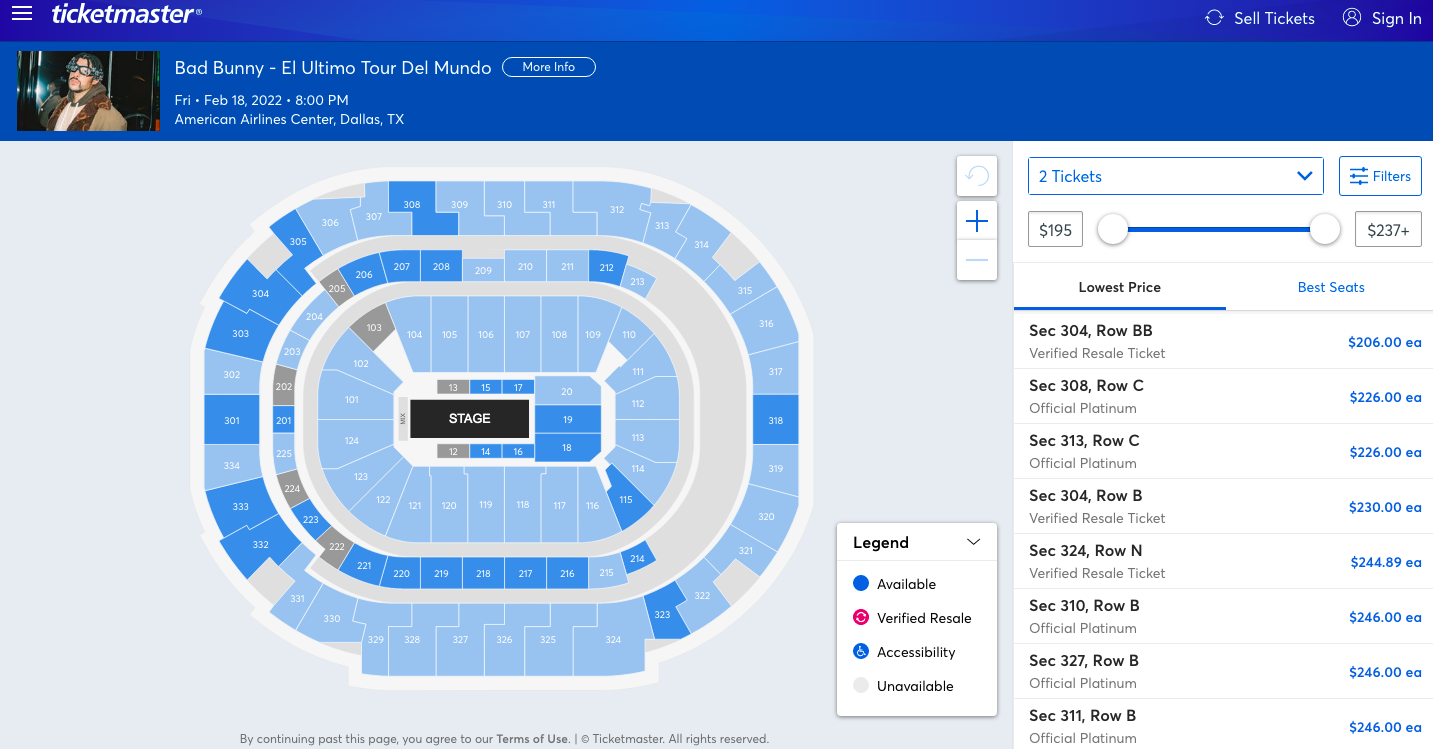 ticketmaster®
Sell Tickets
Sign In
Bad Bunny - El Ultimo Tour Del Mundo
More Info
Fri • Feb 18, 2022 • 8:00 PM
American Airlines Center, Dallas, TX
2 Tickets
Filters
$195
$237+
Lowest Price
Best Seats
Sec 304, Row BB
Verified Resale Ticket
$206.00 ea
Sec 308, Row C
Official Platinum
$226.00 ea
Sec 313, Row C
Official Platinum
$226.00 ea
Sec 304, Row B
Verified Resale Ticket
$230.00 ea
Sec 324, Row N
Verified Resale Ticket
$244.89 ea
Sec 310, Row B
Official Platinum
$246.00 ea
Sec 327, Row B
Official Platinum
$246.00 ea
Sec 311, Row B
Official Platinum
$246.00 ea
305
306
307
308
309
310
311
312
313
314
315
316
317
318
319
320
321
322
323
324
325
326
327
328
329
330
331
332
333
334
301
302
303
304
205
206
207
208
209
210
211
212
213
214
215
216
217
218
219
220
221
222
223
224
225
201
202
203
204
103
104
105
106
107
108
109
110
111
112
113
114
115
116
117
118
119
120
121
122
123
124
101
102
13
15
17
20
19
18
12
14
16
MIX
STAGE
Legend
Available
Verified Resale
Accessibility
Unavailable
By continuing past this page, you agree to our Terms of Use. | © Ticketmaster. All rights reserved.